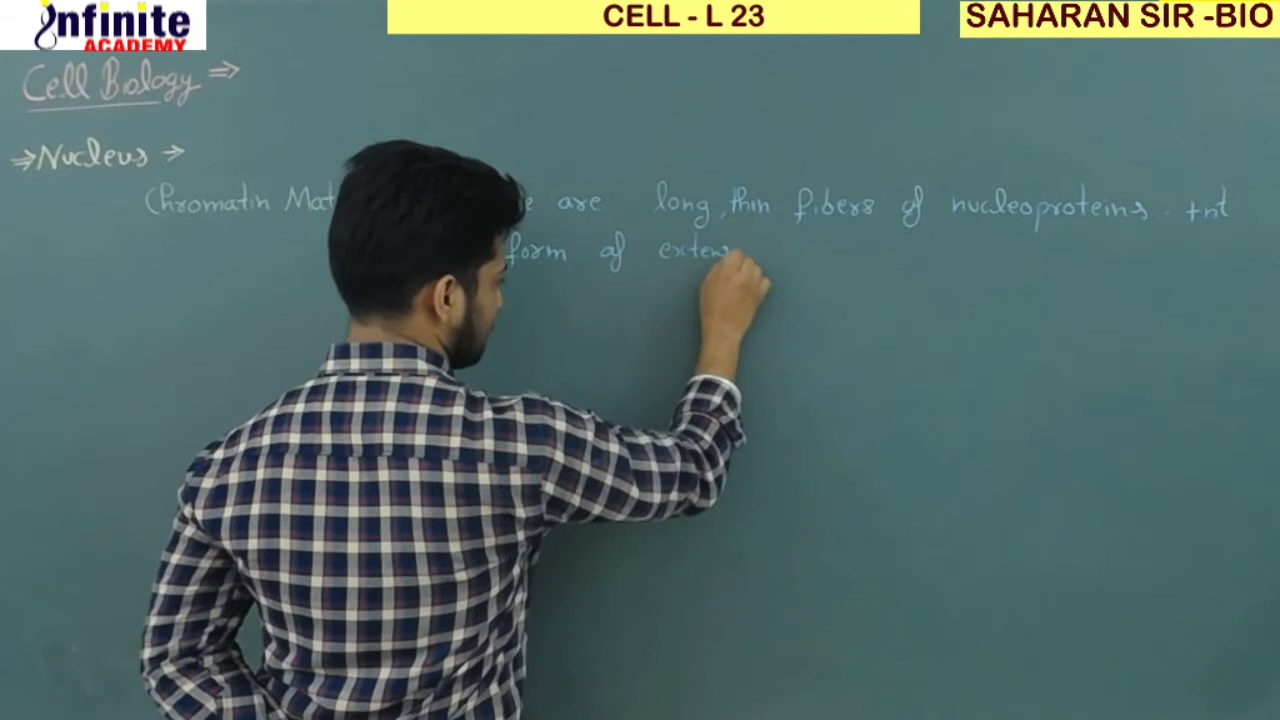 infinite
ACADEMY
CELL - L 23
SAHARAN SIR -BIO
Cell Biology ⇒
⇒ Nucleus →
Chromatin Mat are long, thin fibers of nucleoproteins. +nt
form of exten